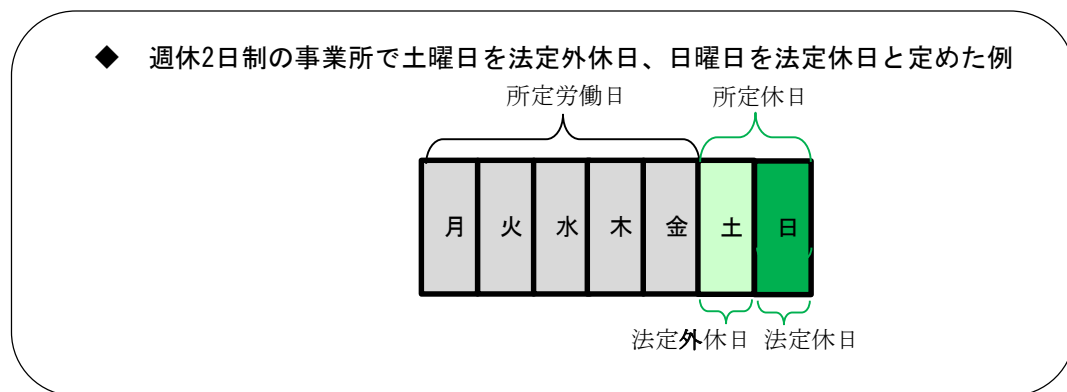 ◆ 週休2日制の事業所で土曜日を法定外休日、日曜日を法定休日と定めた例
所定労働日 所定休日
月 火 水 木 金 土 日
法定外休日 法定休日